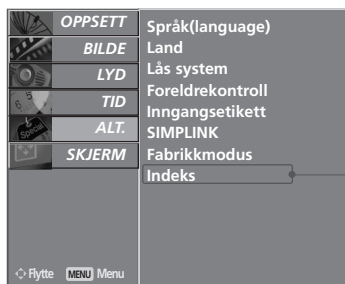 OPPSETT
BILDE
LYD
TID
ALT.
SKJERM
Språk(language)
Land
Lås system
Foreldrekontroll
Inngangsetikett
SIMPLINK
Fabrikkmodus
Indeks
Flytte MENU Menu